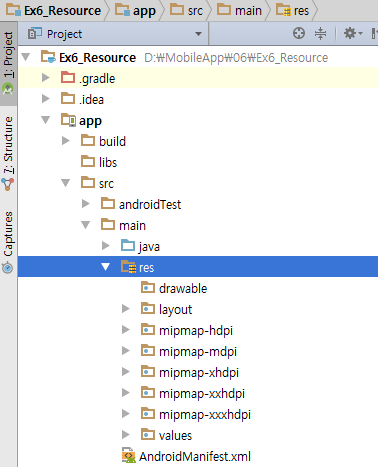 Ex6_Resource app src main res
Project
Ex6_Resource D:₩MobileApp₩06₩Ex6_Resource
.gradle
.idea
app
build
libs
src
androidTest
main
java
res
drawable
layout
mipmap-hdpi
mipmap-mdpi
mipmap-xhdpi
mipmap-xxhdpi
mipmap-xxxhdpi
values
AndroidManifest.xml
1: Project
7: Structure
Captures